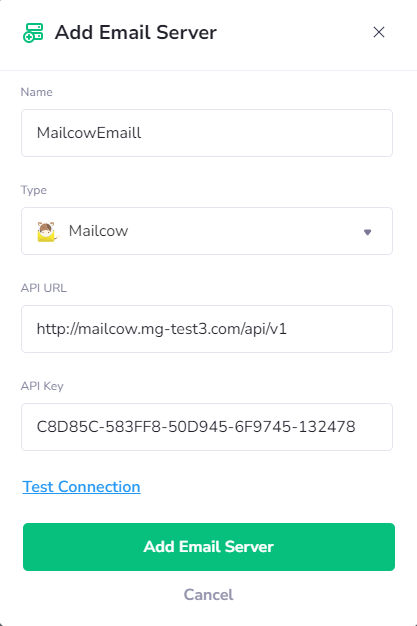 Add Email Server
Name
MailcowEmaill
Type
Mailcow
API URL
http://mailcow.mg-test3.com/api/v1
API Key
C8D85C-583FF8-50D945-6F9745-132478
Test Connection
Add Email Server
Cancel